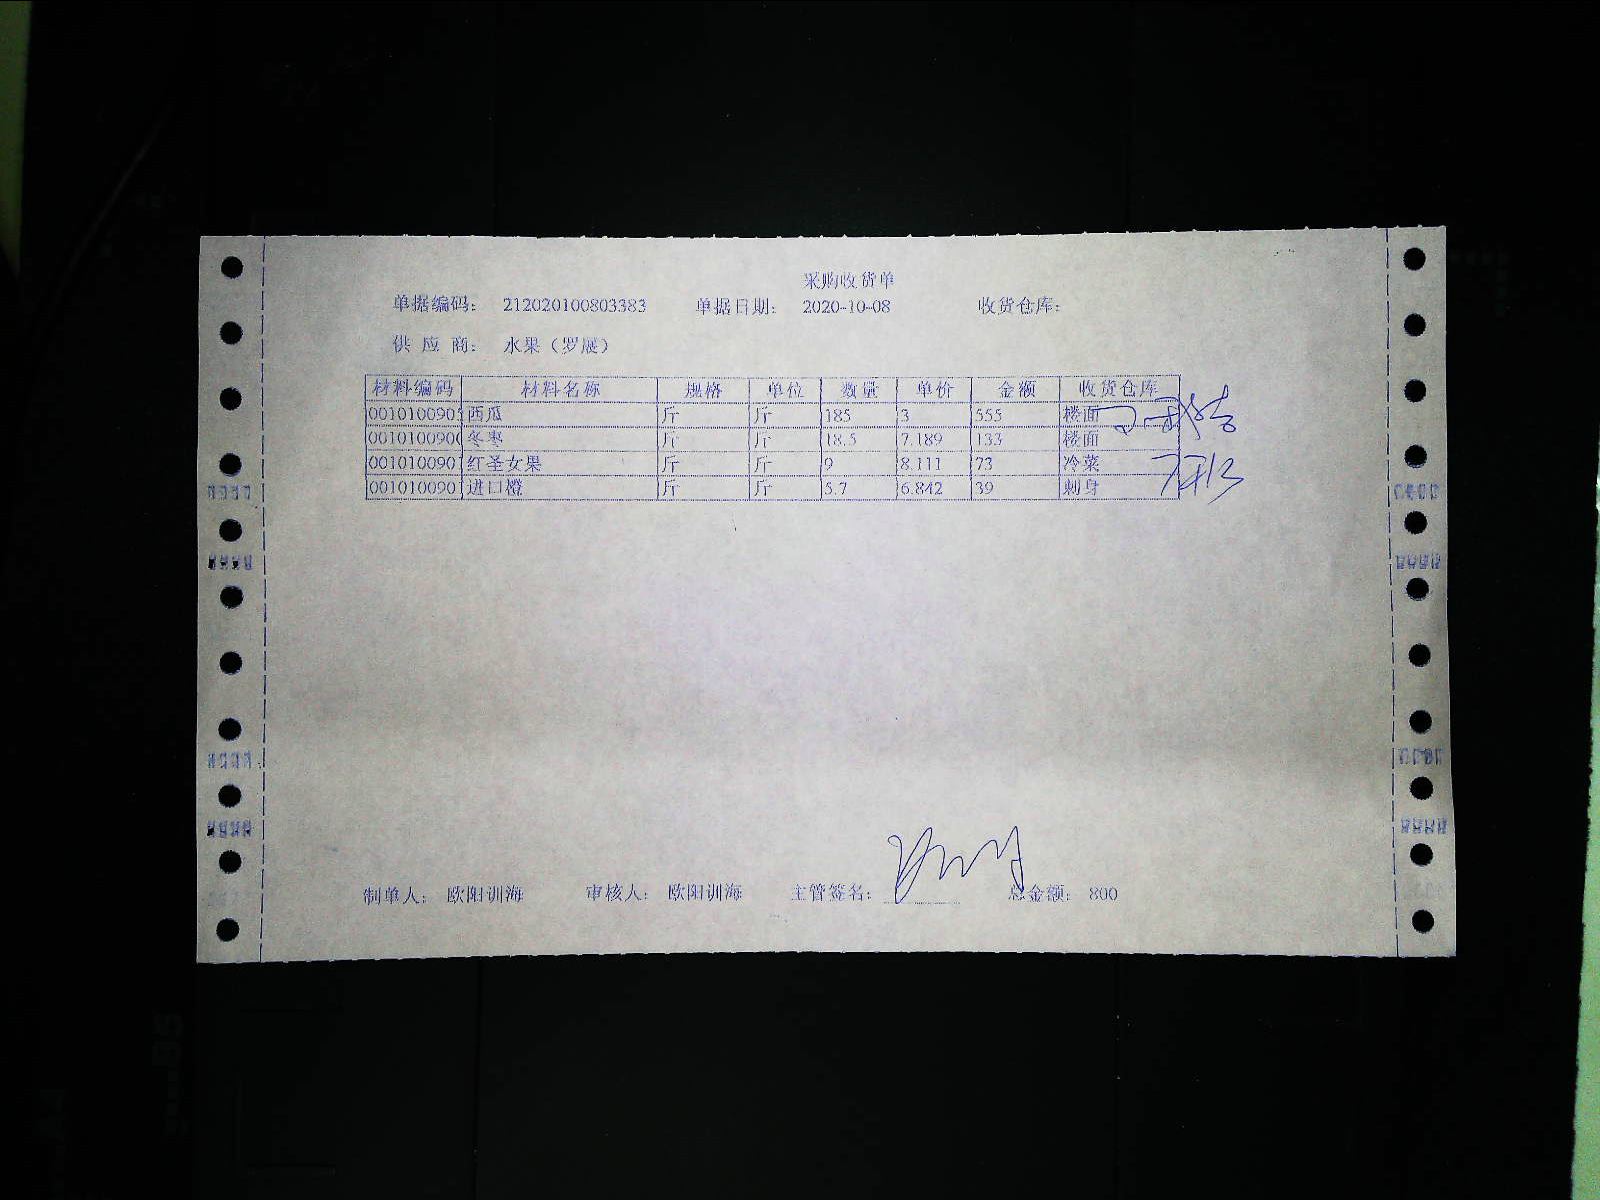 采购收货单
单据编码： 212020100803383 单据日期： 2020-10-08 收货仓库：
供 应 商： 水果（罗展）
材料编码 材料名称 规格 单位 数量 单价 金额 收货仓库
0010100905 西瓜 斤 斤 185 3 555 楼面
001010090 冬枣 斤 斤 18.5 7.189 133 楼面
001010090 红圣女果 斤 斤 9 8.111 73 冷菜
001010090 进口橙 斤 斤 5.7 6.842 39 刺身
制单人： 欧阳训海 审核人： 欧阳训海 主管签名： 总金额： 800